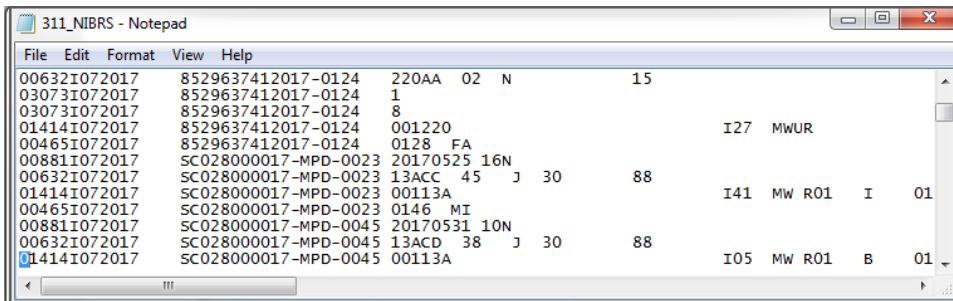 311_NIBRS - Notepad
File Edit Format View Help
00632I072017     8529637412017-0124     220AA  02  N             15
03073I072017     8529637412017-0124     1
03073I072017     8529637412017-0124     8
01414I072017     8529637412017-0124     001220                           I27  MWUR
00465I072017     8529637412017-0124     0128  FA
00881I072017     SC028000017-MPD-0023 20170525 16N
00632I072017     SC028000017-MPD-0023 13ACC  45   J  30        88
01414I072017     SC028000017-MPD-0023 00113A                           I41  MW R01   I     01
00465I072017     SC028000017-MPD-0023 0146  MI
00881I072017     SC028000017-MPD-0045 20170531 10N
00632I072017     SC028000017-MPD-0045 13ACD  38   J  30        88
01414I072017     SC028000017-MPD-0045 00113A                           I05  MW R01   B     01